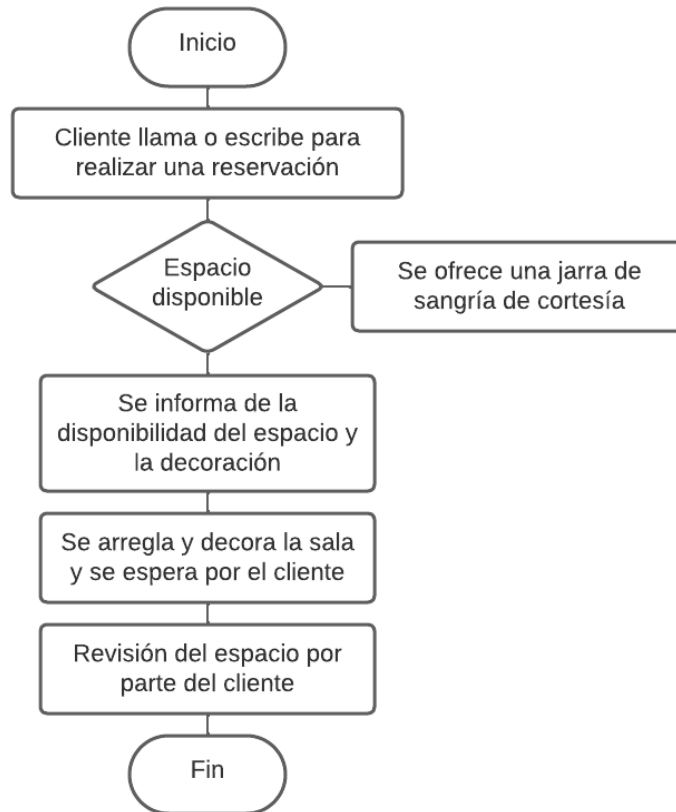 Inicio
Cliente llama o escribe para
realizar una reservación
Espacio
disponible
Se ofrece una jarra de
sangría de cortesía
Se informa de la
disponibilidad del espacio y
la decoración
Se arregla y decora la sala
y se espera por el cliente
Revisión del espacio por
parte del cliente
Fin